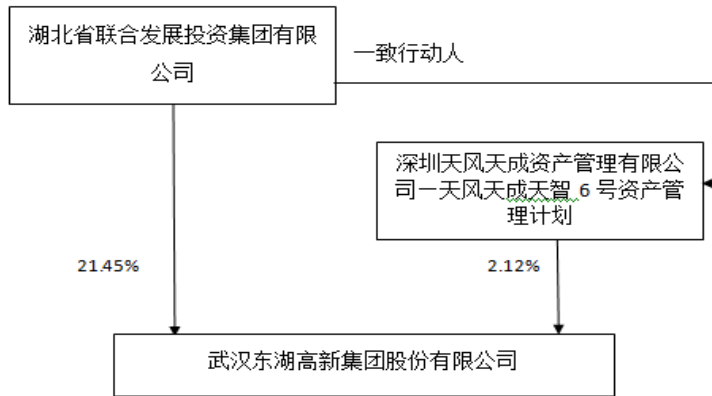 湖北省联合发展投资集团有限
公司
一致行动人
深圳天风天成资产管理有限公
司－天风天成天智 6 号资产管
理计划
21.45%
2.12%
武汉东湖高新集团股份有限公司